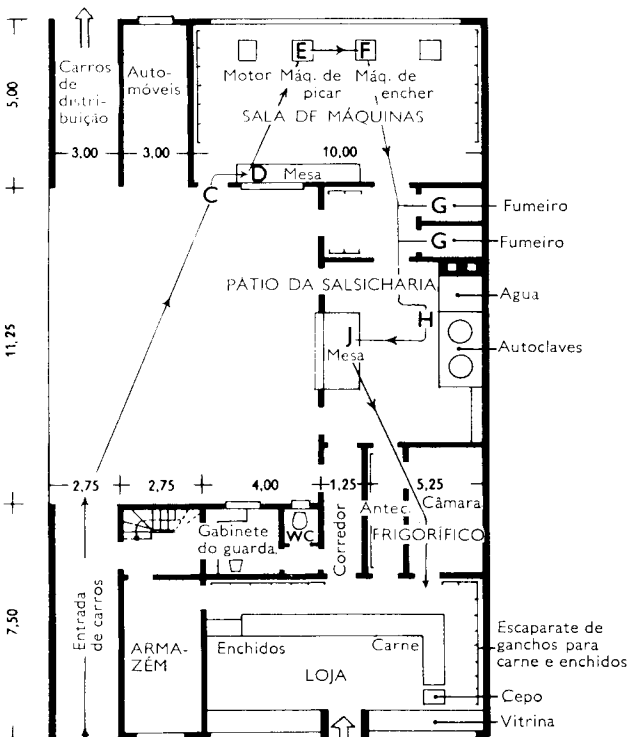 5,00
Carros
de
distri-
buição
Auto-
móveis
E
F
Motor
Máq. de
picar
Máq. de
encher
SALA DE MÁQUINAS
3,00
3,00
10,00
D
Mesa
C
G
Fumeiro
G
Fumeiro
PÁTIO DA SALSICHARIA
Agua
H
J
Mesa
Autoclaves
11,25
2,75
2,75
4,00
1,25
5,25
Gabinete
do guarda
WC
Corredor
Antec.
Câmara
FRIGORÍFICO
7,50
Entrada
de carros
ARMA-
ZÉM
Enchidos
Carne
LOJA
Escaparate de
ganchos para
carne e enchidos
Cepo
Vitrina